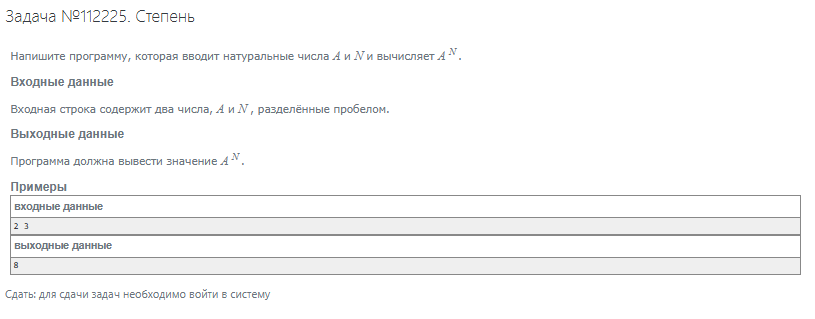 Задача №112225. Степень
Напишите программу, которая вводит натуральные числа A и N и вычисляет A^N.
Входные данные
Входная строка содержит два числа, A и N, разделённые пробелом.
Выходные данные
Программа должна вывести значение A^N.
Примеры
входные данные
2 3
выходные данные
8
Сдать: для сдачи задач необходимо войти в систему